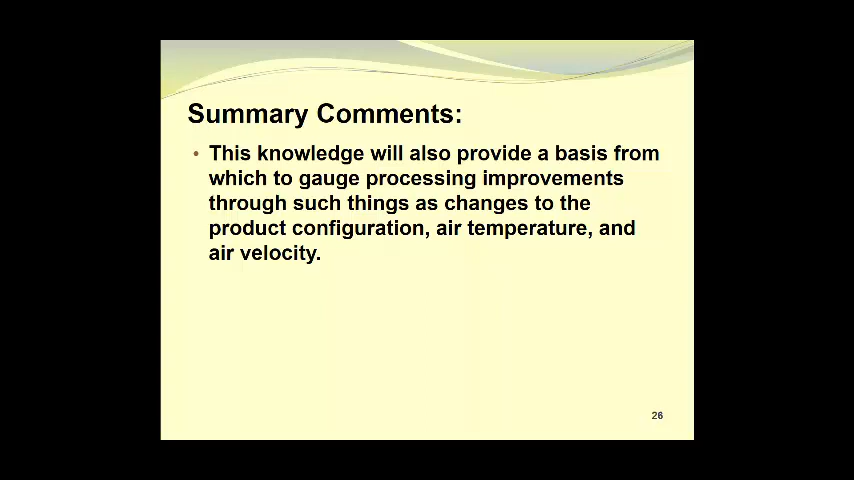 Summary Comments:
• This knowledge will also provide a basis from
which to gauge processing improvements
through such things as changes to the
product configuration, air temperature, and
air velocity.
26